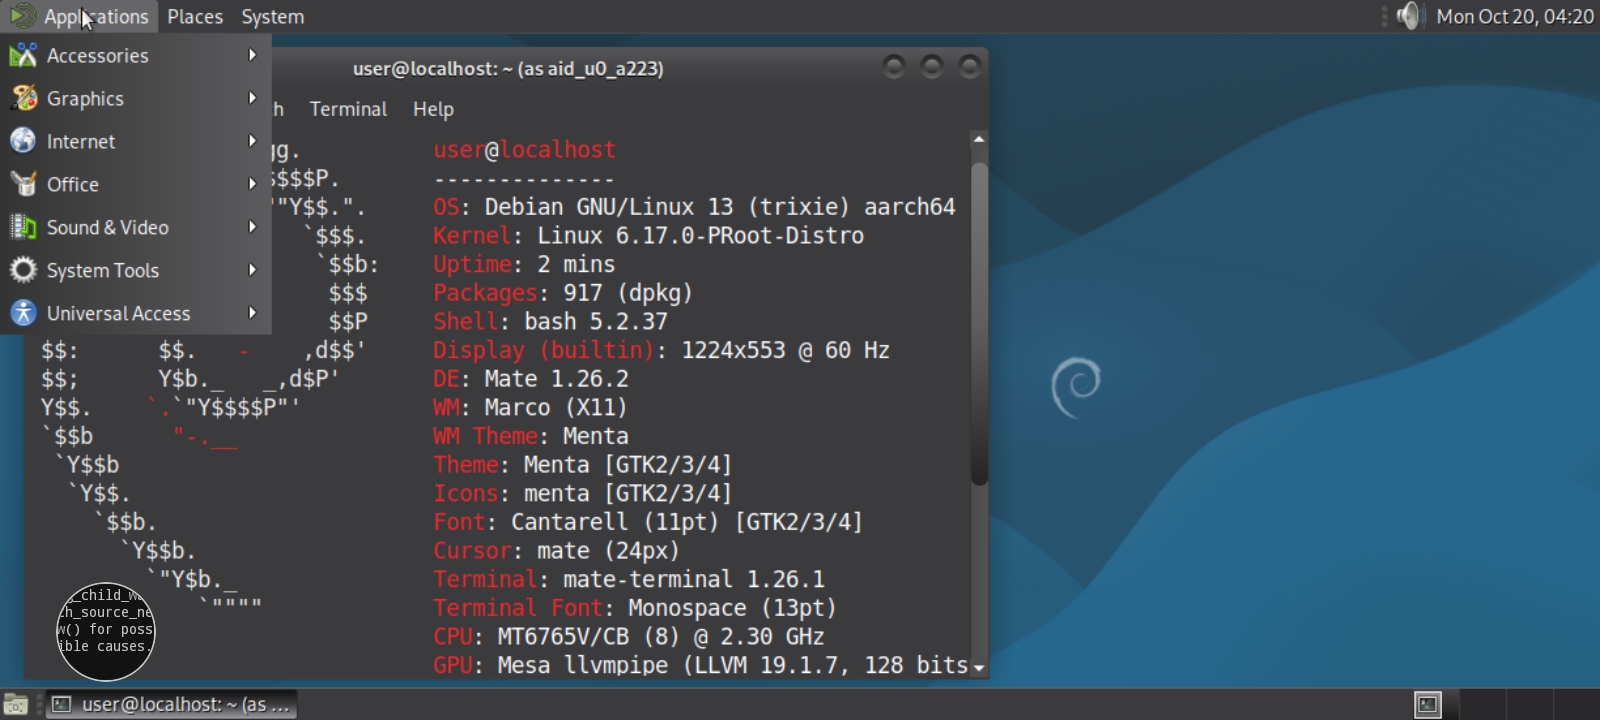 Applications Places System
Mon Oct 20, 04:20
Accessories
Graphics
Internet
Office
Sound & Video
System Tools
Universal Access
user@localhost: ~ (as aid_u0_a223)
h Terminal Help
gg. user@localhost
$$$$P. --------------
'"Y$$.". OS: Debian GNU/Linux 13 (trixie) aarch64
`$$$. Kernel: Linux 6.17.0-PRoot-Distro
`$$b: Uptime: 2 mins
$$$ Packages: 917 (dpkg)
$$P Shell: bash 5.2.37
$$: $$. - ,d$$' Display (builtin): 1224x553 @ 60 Hz
$$; Y$b._ _,d$P' DE: Mate 1.26.2
Y$$. `.`"Y$$$$P"' WM: Marco (X11)
`$$b "-.__ WM Theme: Menta
`Y$$b Theme: Menta [GTK2/3/4]
`Y$$. Icons: menta [GTK2/3/4]
`$$b. Font: Cantarell (11pt) [GTK2/3/4]
`Y$$b. Cursor: mate (24px)
`"Y$b._ Terminal: mate-terminal 1.26.1
`"""" Terminal Font: Monospace (13pt)
CPU: MT6765V/CB (8) @ 2.30 GHz
GPU: Mesa llvmpipe (LLVM 19.1.7, 128 bits
_child_w
h_source_ne
w() for poss
ible causes.
user@localhost: ~ (as ...